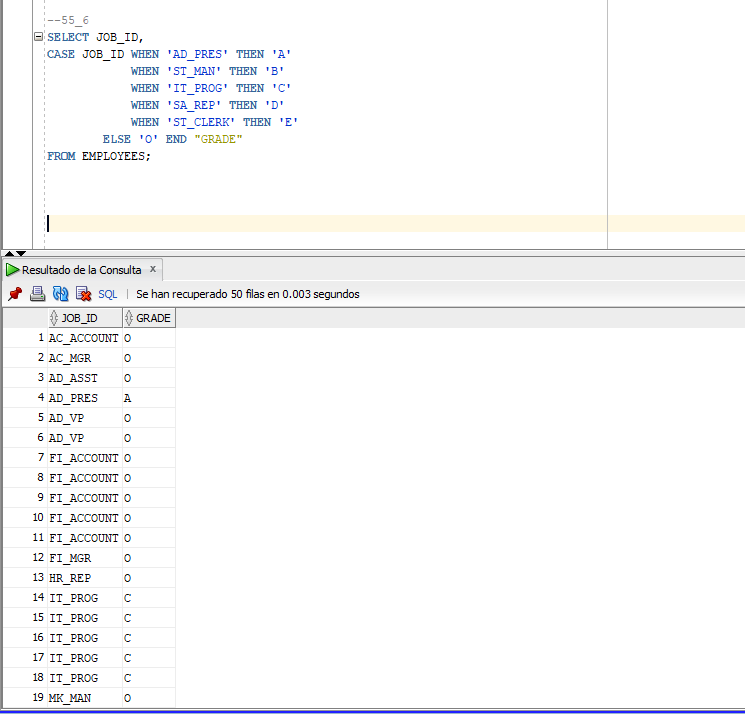 --55_6
SELECT JOB_ID,
CASE JOB_ID WHEN 'AD_PRES' THEN 'A'
WHEN 'ST_MAN' THEN 'B'
WHEN 'IT_PROG' THEN 'C'
WHEN 'SA_REP' THEN 'D'
WHEN 'ST_CLERK' THEN 'E'
ELSE 'O' END "GRADE"
FROM EMPLOYEES;
Resultado de la Consulta x
SQL | Se han recuperado 50 filas en 0.003 segundos
JOB_ID GRADE
1 AC_ACCOUNT O
2 AC_MGR O
3 AD_ASST O
4 AD_PRES A
5 AD_VP O
6 AD_VP O
7 FI_ACCOUNT O
8 FI_ACCOUNT O
9 FI_ACCOUNT O
10 FI_ACCOUNT O
11 FI_ACCOUNT O
12 FI_MGR O
13 HR_REP O
14 IT_PROG C
15 IT_PROG C
16 IT_PROG C
17 IT_PROG C
18 IT_PROG C
19 MK_MAN O